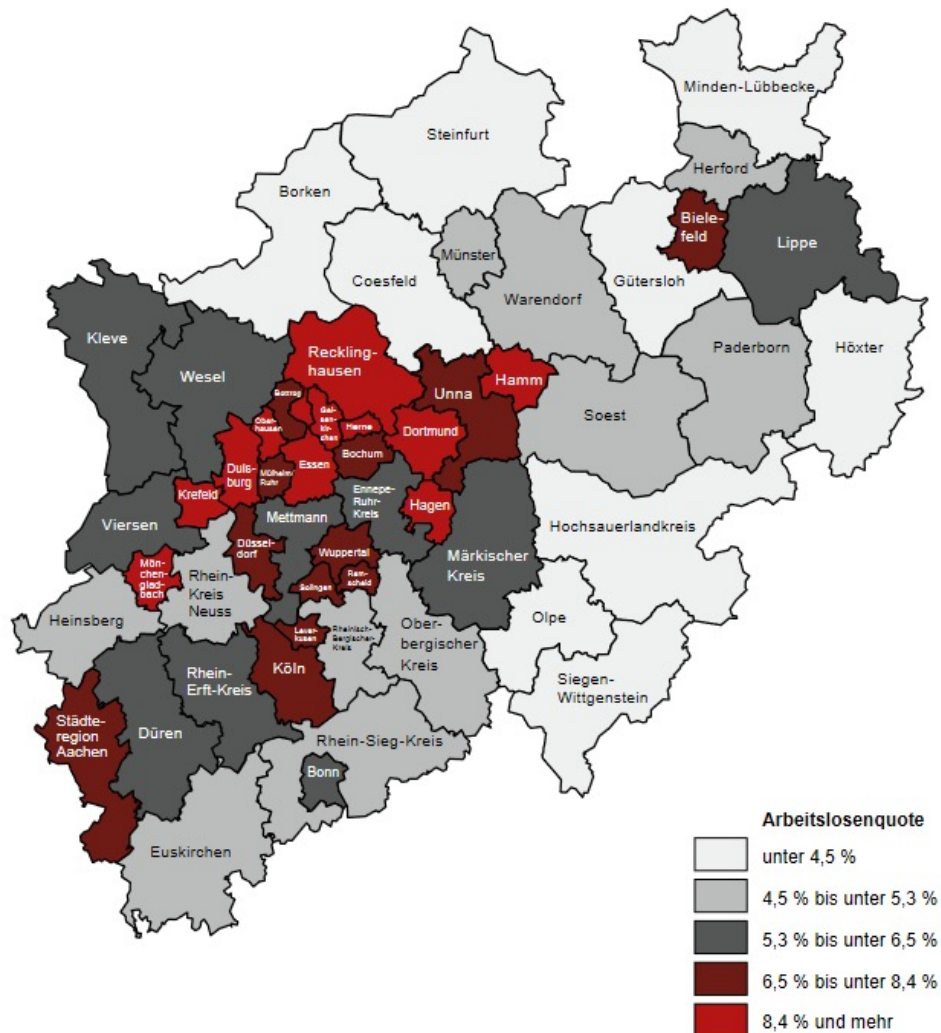 Minden-Lübbecke
Steinfurt
Herford
Borken
Biele-
feld
Lippe
Münster
Gütersloh
Coesfeld
Warendorf
Kleve
Paderborn
Höxter
Reckling-
hausen
Wesel
Unna
Hamm
Bottrop
Gel-
sen-
kir-
chen
Soest
Ober-
hausen
Herne
Dortmund
Bochum
Duis-
burg
Essen
Mülheim/
Ruhr
Krefeld
Ennepe-
Ruhr-
Kreis
Hagen
Viersen
Mettmann
Hochsauerlandkreis
Düssel-
dorf
Wuppertal
Märkischer
Kreis
Mön-
chen-
glad-
bach
Rhein-
Kreis
Neuss
Rem-
scheid
Solingen
Heinsberg
Olpe
Lever-
kusen
Rheinisch-
Bergischer-
Kreis
Ober-
bergischer
Kreis
Köln
Rhein-
Erft-Kreis
Siegen-
Wittgenstein
Städte-
region
Aachen
Düren
Rhein-Sieg-Kreis
Bonn
Euskirchen
Arbeitslosenquote
unter 4,5 %
4,5 % bis unter 5,3 %
5,3 % bis unter 6,5 %
6,5 % bis unter 8,4 %
8,4 % und mehr